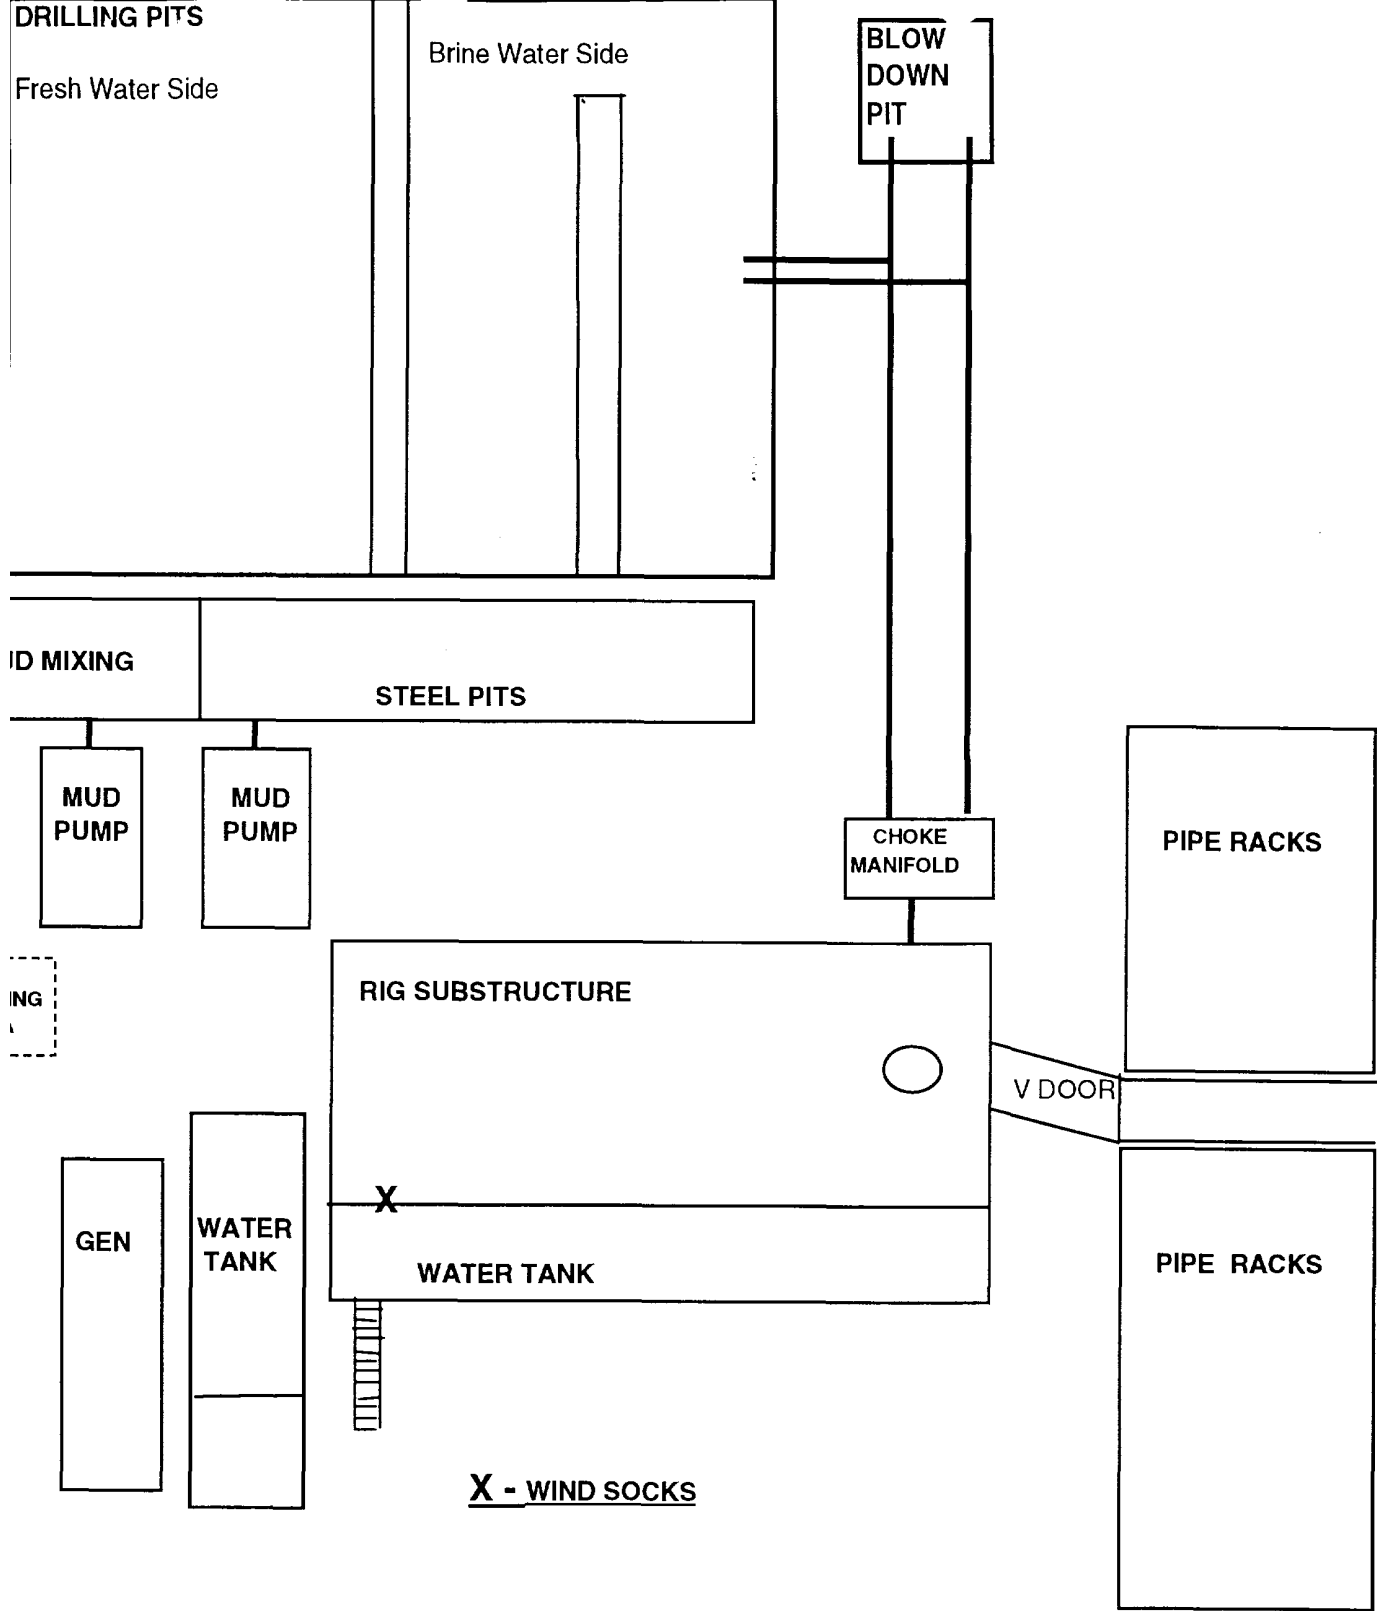 DRILLING PITS
Fresh Water Side
Brine Water Side
BLOW
DOWN
PIT
MIXING
STEEL PITS
MUD
PUMP
MUD
PUMP
CHOKE
MANIFOLD
PIPE RACKS
RIG SUBSTRUCTURE
V DOOR
X
GEN
WATER
TANK
WATER TANK
PIPE RACKS
X - WIND SOCKS